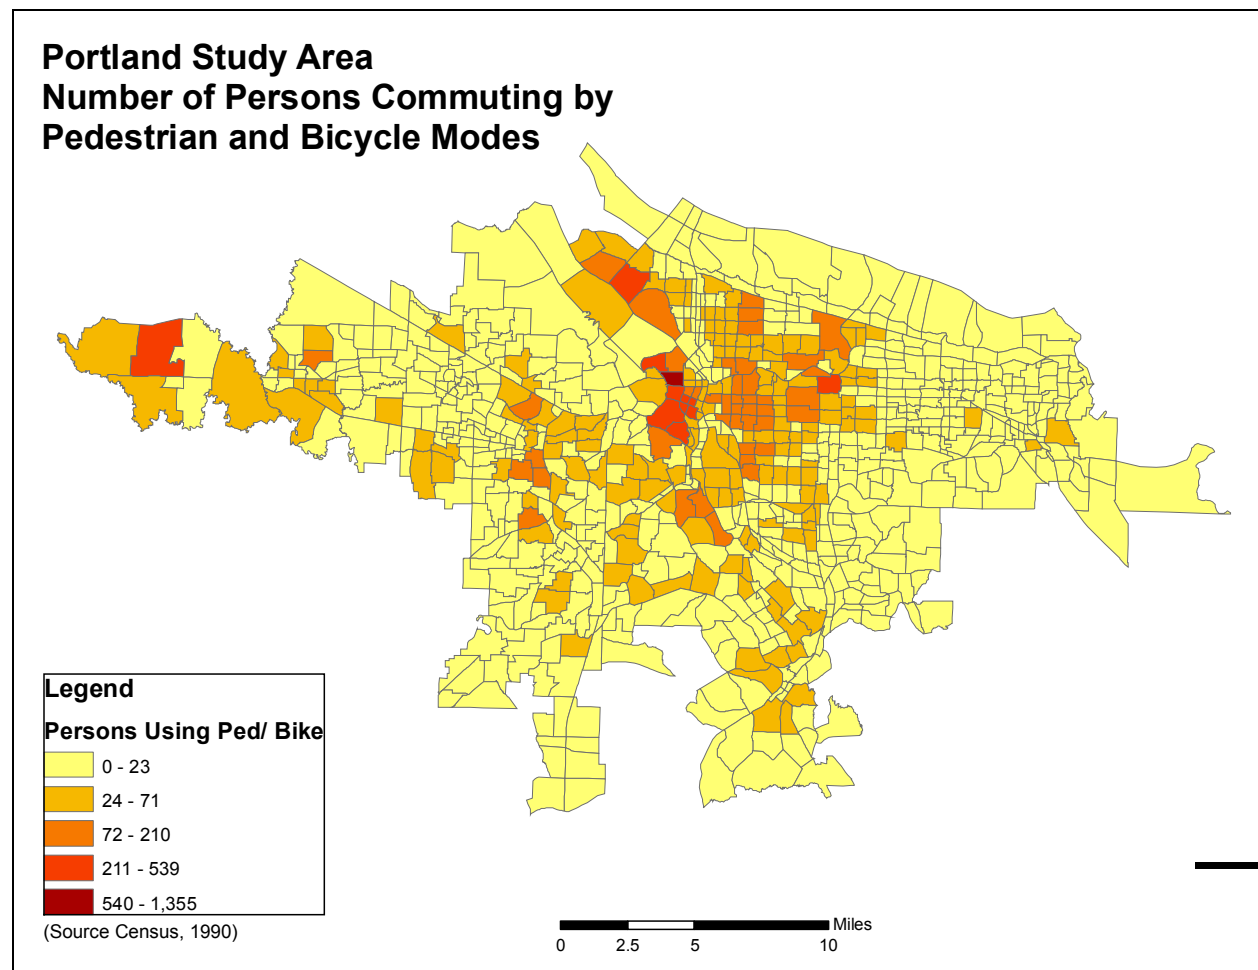 Portland Study Area
Number of Persons Commuting by
Pedestrian and Bicycle Modes
Legend
Persons Using Ped/ Bike
0 - 23
24 - 71
72 - 210
211 - 539
540 - 1,355
(Source Census, 1990)
Miles
0 2.5 5 10